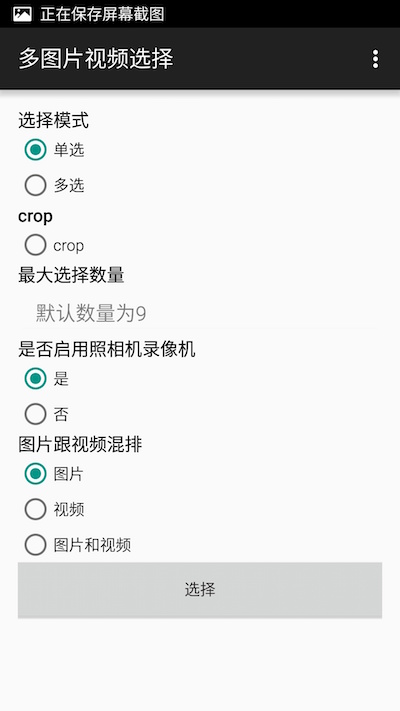 正在保存屏幕截图
多图片视频选择
选择模式
单选
多选
crop
crop
最大选择数量
默认数量为9
是否启用照相机录像机
是
否
图片跟视频混排
图片
视频
图片和视频
选择